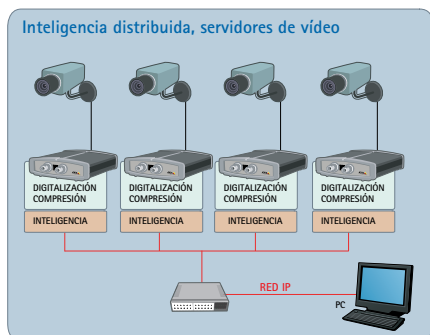 Inteligencia distribuida, servidores de vídeo
DIGITALIZACIÓN
COMPRESIÓN
INTELIGENCIA
DIGITALIZACIÓN
COMPRESIÓN
INTELIGENCIA
DIGITALIZACIÓN
COMPRESIÓN
INTELIGENCIA
DIGITALIZACIÓN
COMPRESIÓN
INTELIGENCIA
RED IP
PC